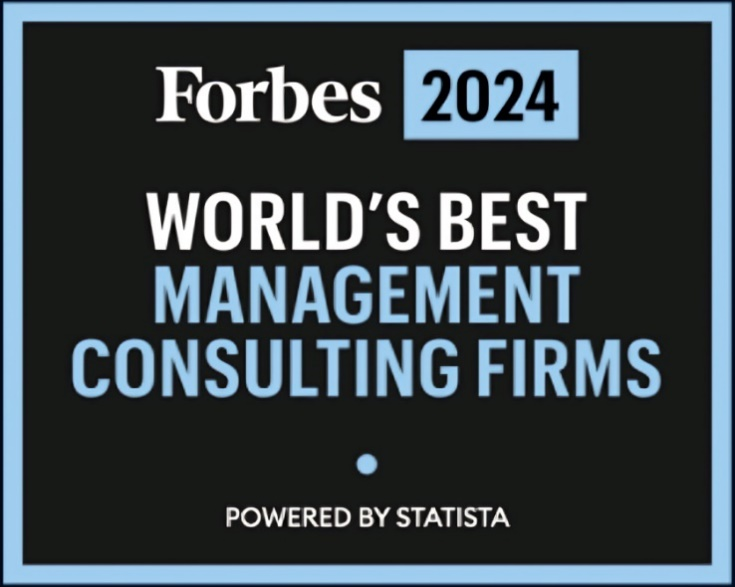 Forbes 2024
WORLD’S BEST
MANAGEMENT
CONSULTING FIRMS
POWERED BY STATISTA